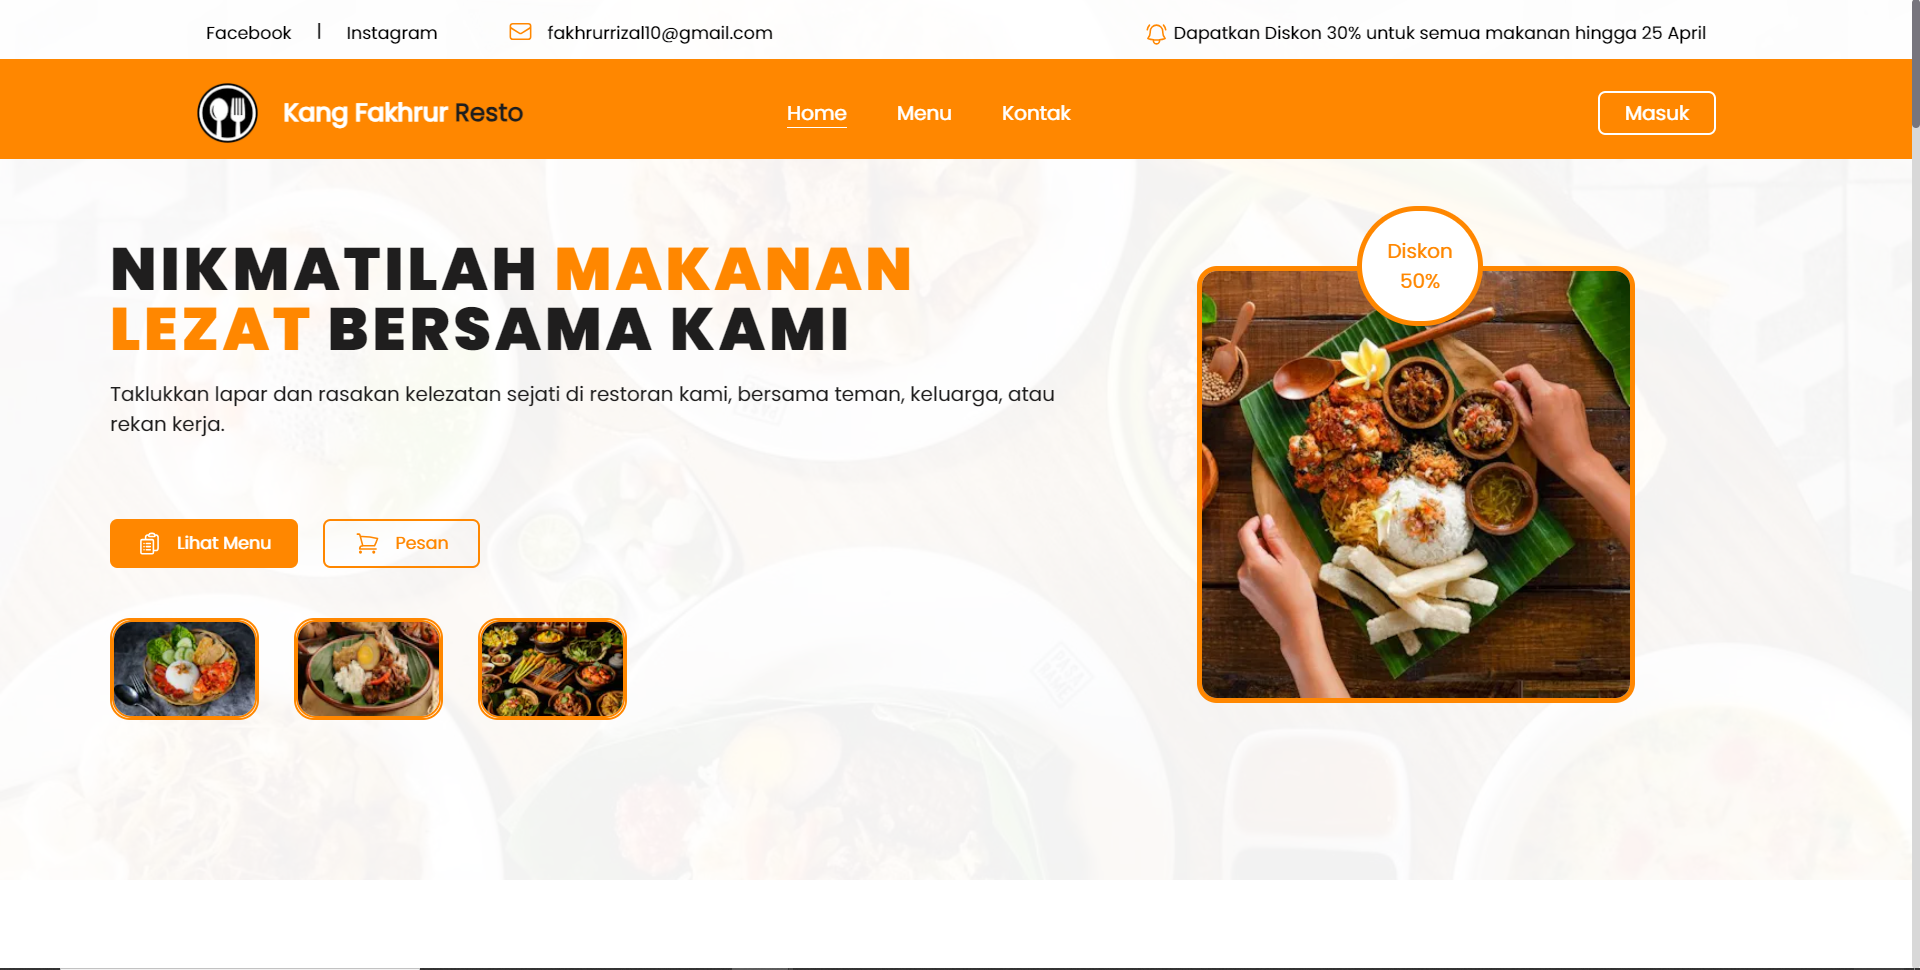 Facebook | Instagram fakhrurrizal10@gmail.com Dapatkan Diskon 30% untuk semua makanan hingga 25 April
Kang Fakhrur Resto Home Menu Kontak Masuk
NIKMATILAH MAKANAN
LEZAT BERSAMA KAMI
Taklukkan lapar dan rasakan kelezatan sejati di restoran kami, bersama teman, keluarga, atau
rekan kerja.
Lihat Menu Pesan
Diskon
50%